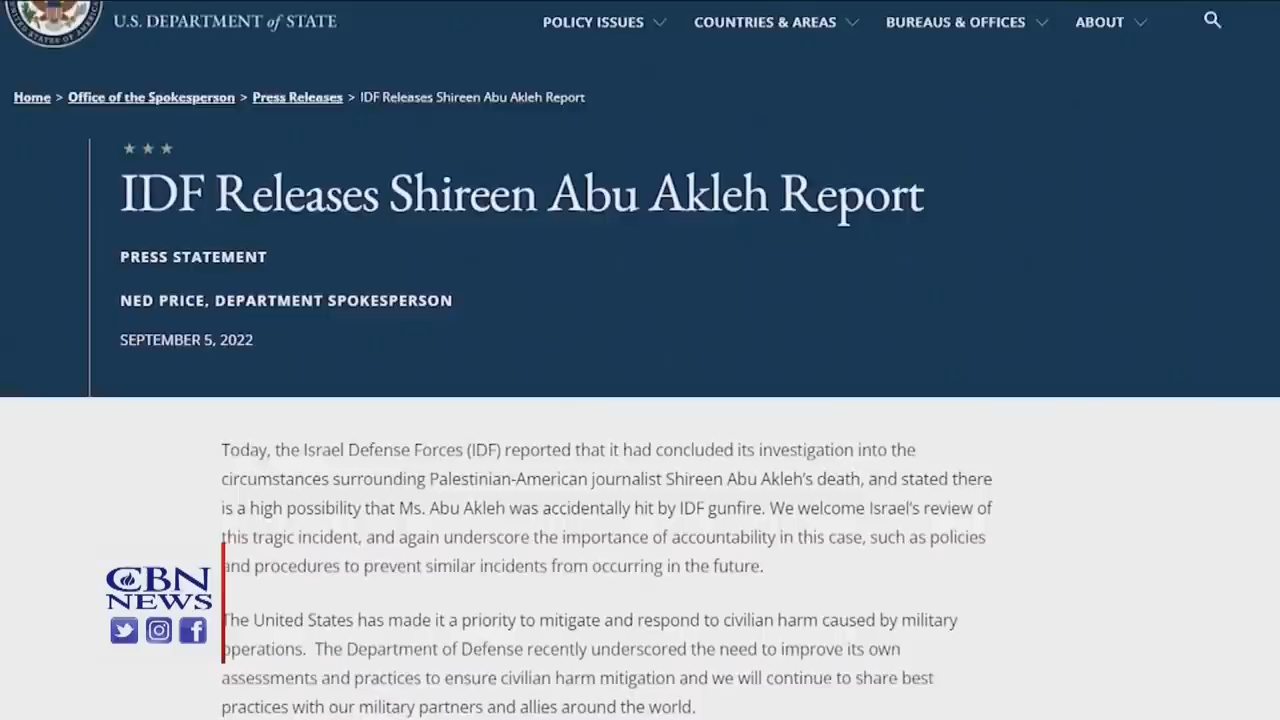 U.S. DEPARTMENT of STATE
POLICY ISSUES
COUNTRIES & AREAS
BUREAUS & OFFICES
ABOUT
Home > Office of the Spokesperson > Press Releases > IDF Releases Shireen Abu Akleh Report
IDF Releases Shireen Abu Akleh Report
PRESS STATEMENT
NED PRICE, DEPARTMENT SPOKESPERSON
SEPTEMBER 5, 2022
Today, the Israel Defense Forces (IDF) reported that it had concluded its investigation into the
circumstances surrounding Palestinian-American journalist Shireen Abu Akleh's death, and stated there
is a high possibility that Ms. Abu Akleh was accidentally hit by IDF gunfire. We welcome Israel's review of
this tragic incident, and again underscore the importance of accountability in this case, such as policies
and procedures to prevent similar incidents from occurring in the future.
The United States has made it a priority to mitigate and respond to civilian harm caused by military
operations. The Department of Defense recently underscored the need to improve its own
assessments and practices to ensure civilian harm mitigation and we will continue to share best
practices with our military partners and allies around the world.
CBN
NEWS